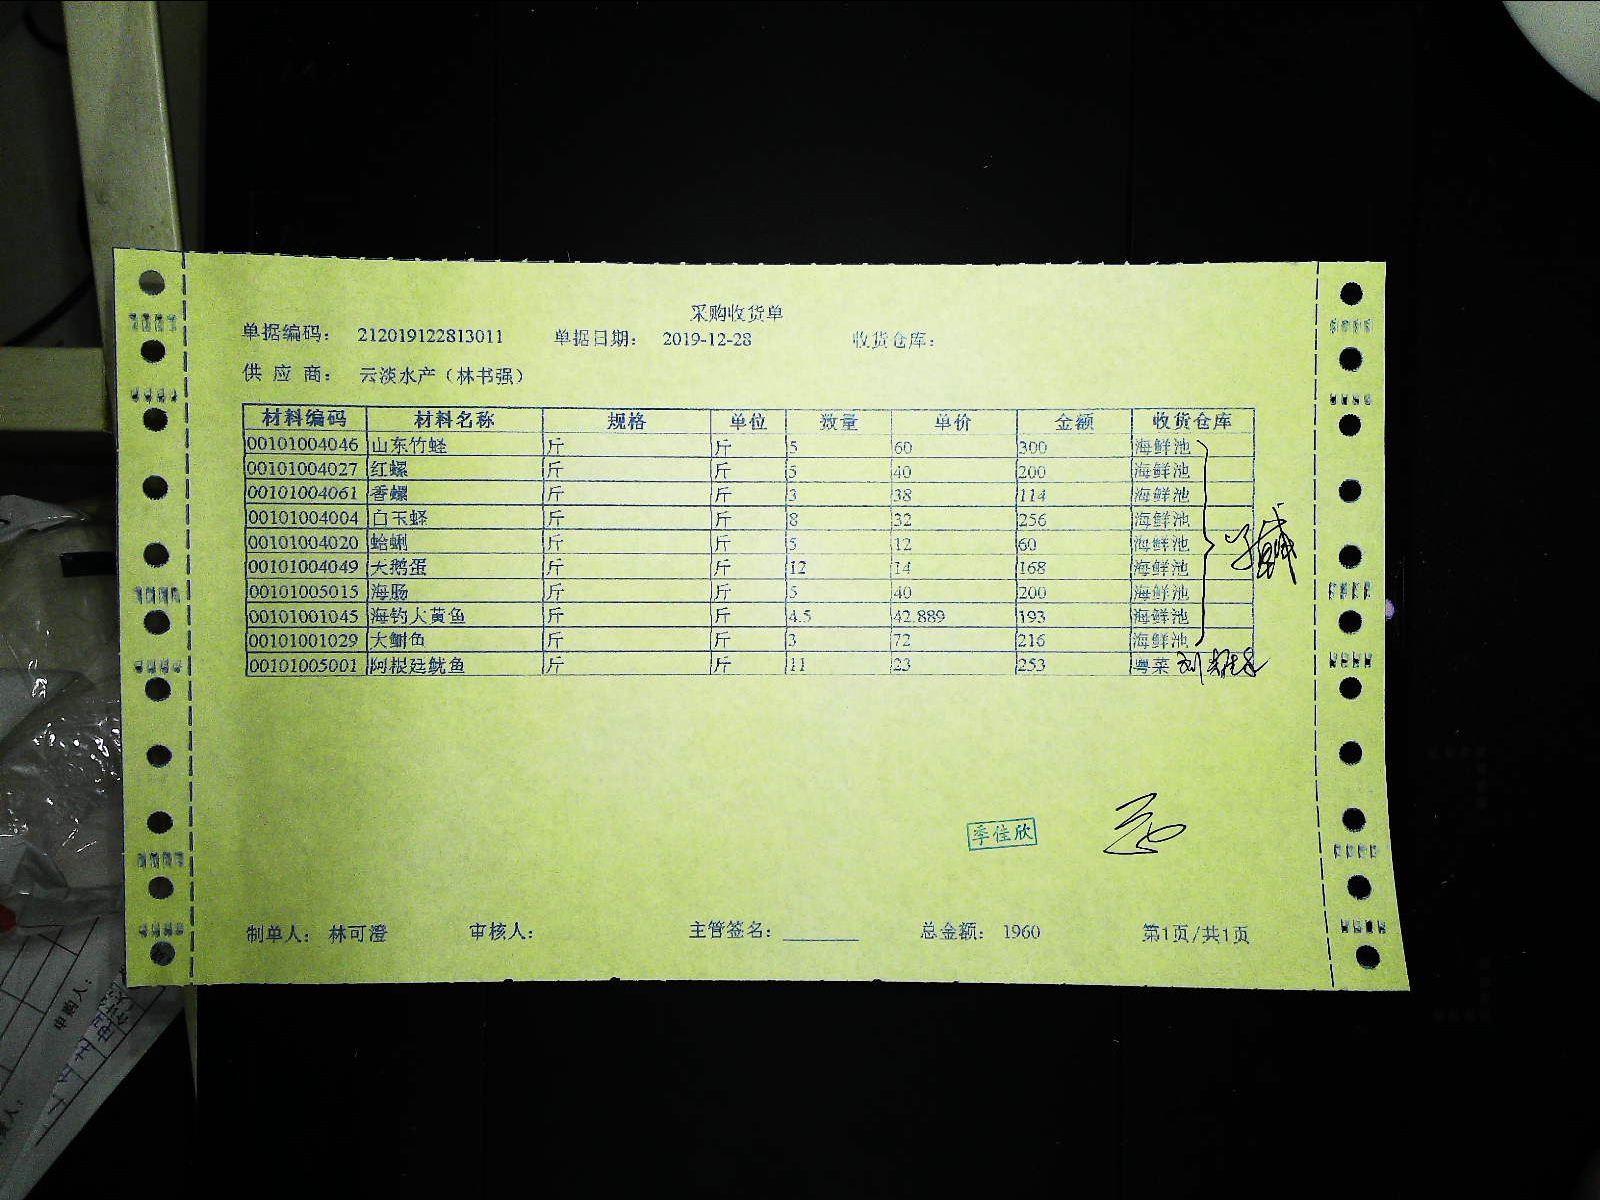 采购收货单
单据编码： 212019122813011 单据日期： 2019-12-28 收货仓库：
供 应 商： 云淡水产（林书强）
材料编码 材料名称 规格 单位 数量 单价 金额 收货仓库
00101004046 山东竹蛏 斤 斤 5 60 300 海鲜池
00101004027 红螺 斤 斤 5 40 200 海鲜池
00101004061 香螺 斤 斤 3 38 114 海鲜池
00101004004 白玉蛏 斤 斤 8 32 256 海鲜池
00101004020 蛤蜊 斤 斤 5 12 60 海鲜池
00101004049 天鹅蛋 斤 斤 12 14 168 海鲜池
00101005015 海肠 斤 斤 5 40 200 海鲜池
00101001045 海钓大黄鱼 斤 斤 4.5 42.889 193 海鲜池
00101001029 大鲷鱼 斤 斤 3 72 216 海鲜池
00101005001 阿根廷鱿鱼 斤 斤 11 23 253 粤菜
季佳欣
制单人： 林可澄 审核人： 主管签名： 总金额： 1960 第1页/共1页
申购人：